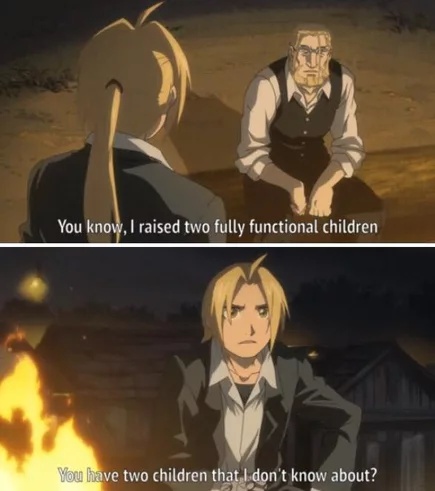 You know, I raised two fully functional children
You have two children that I don't know about?